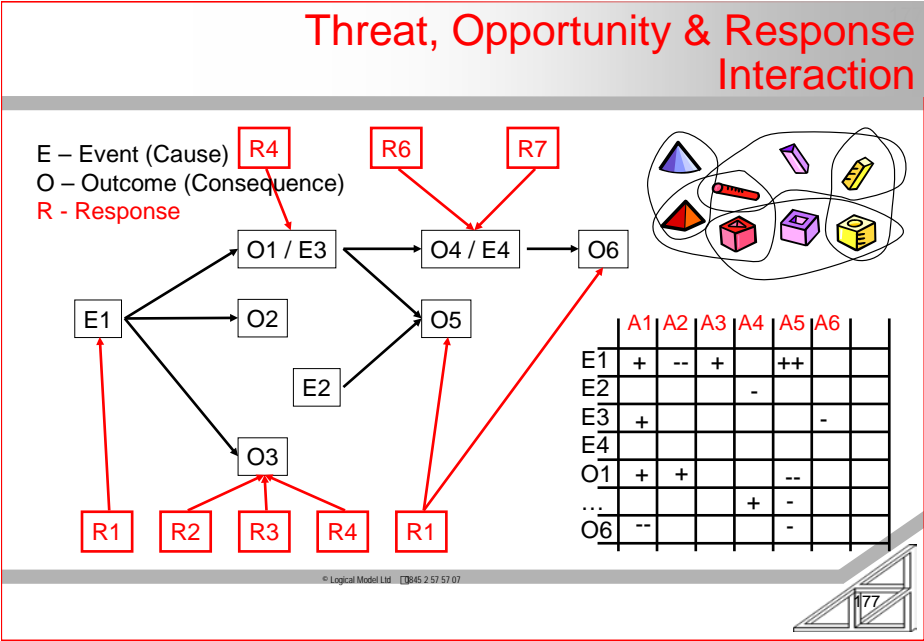 Threat, Opportunity & Response
Interaction
E – Event (Cause)
O – Outcome (Consequence)
R - Response
R4
R6
R7
O1 / E3
O4 / E4
O6
E1
O2
O5
E2
O3
R1
R2
R3
R4
R1
A1 A2 A3 A4 A5 A6
E1 + -- + ++
E2 -
E3 + -
E4
O1 + + --
... + -
O6 -- -
© Logical Model Ltd 0845 2 57 57 07
177